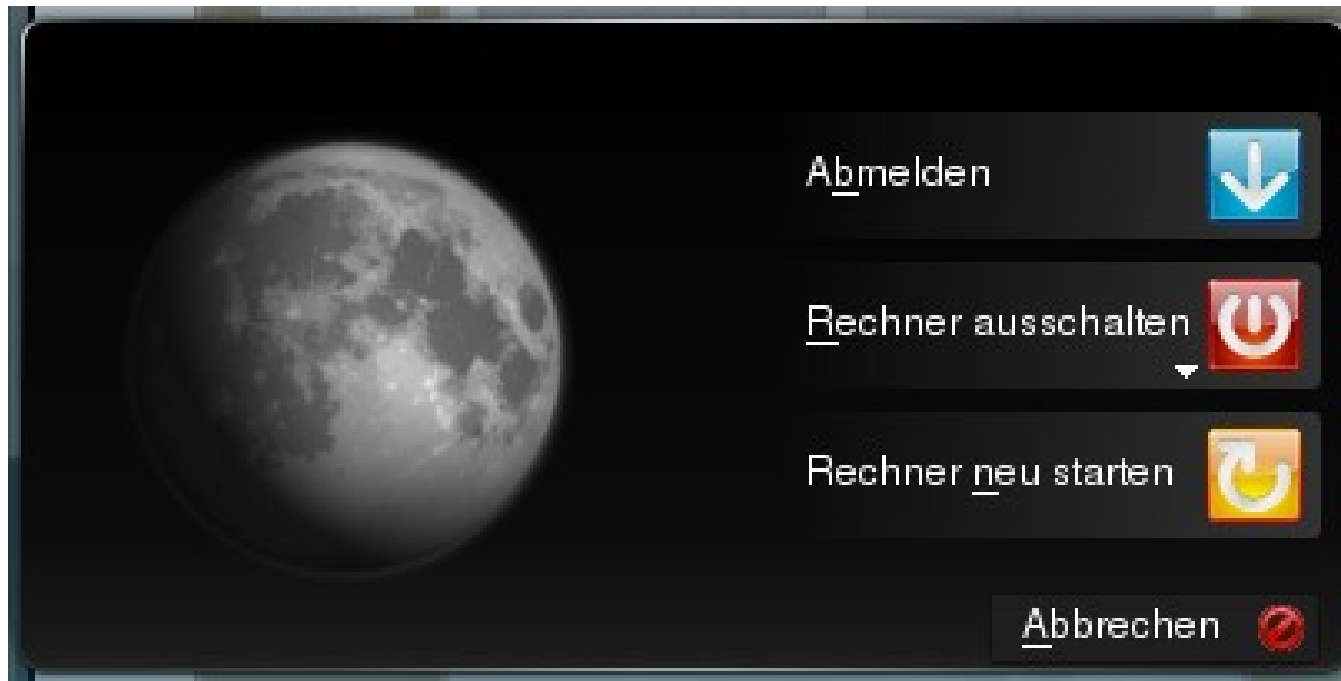 Abmelden
Rechner ausschalten
Rechner neu starten
Abbrechen